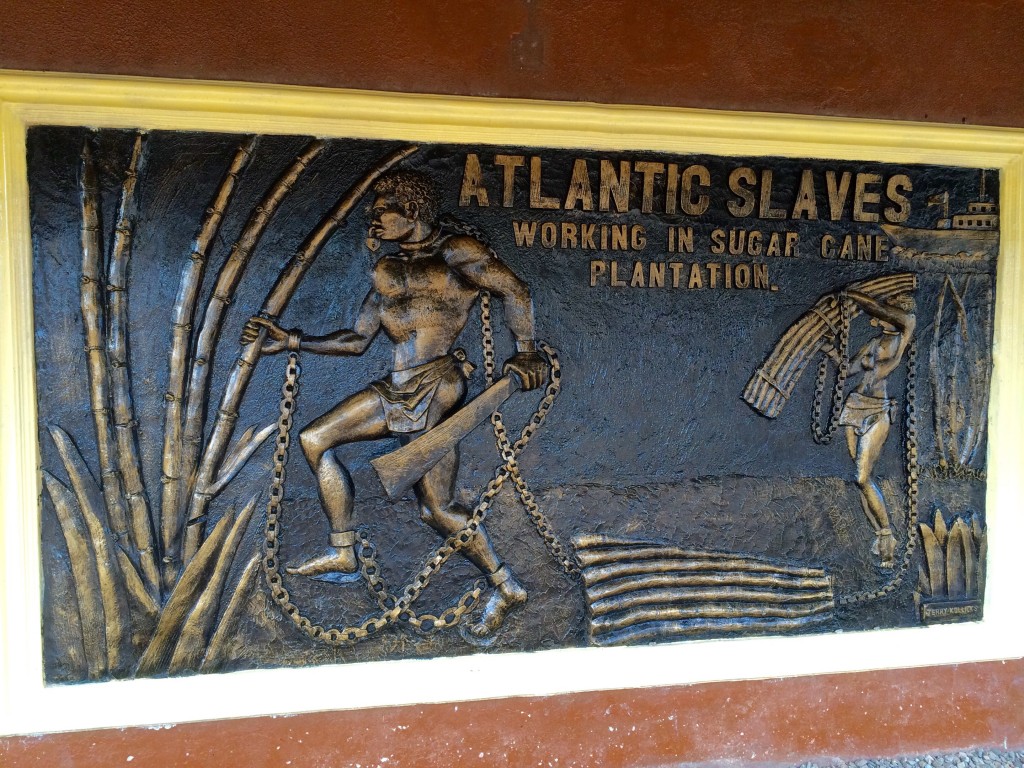 ATLANTIC SLAVES
WORKING IN SUGAR CANE
PLANTATION.